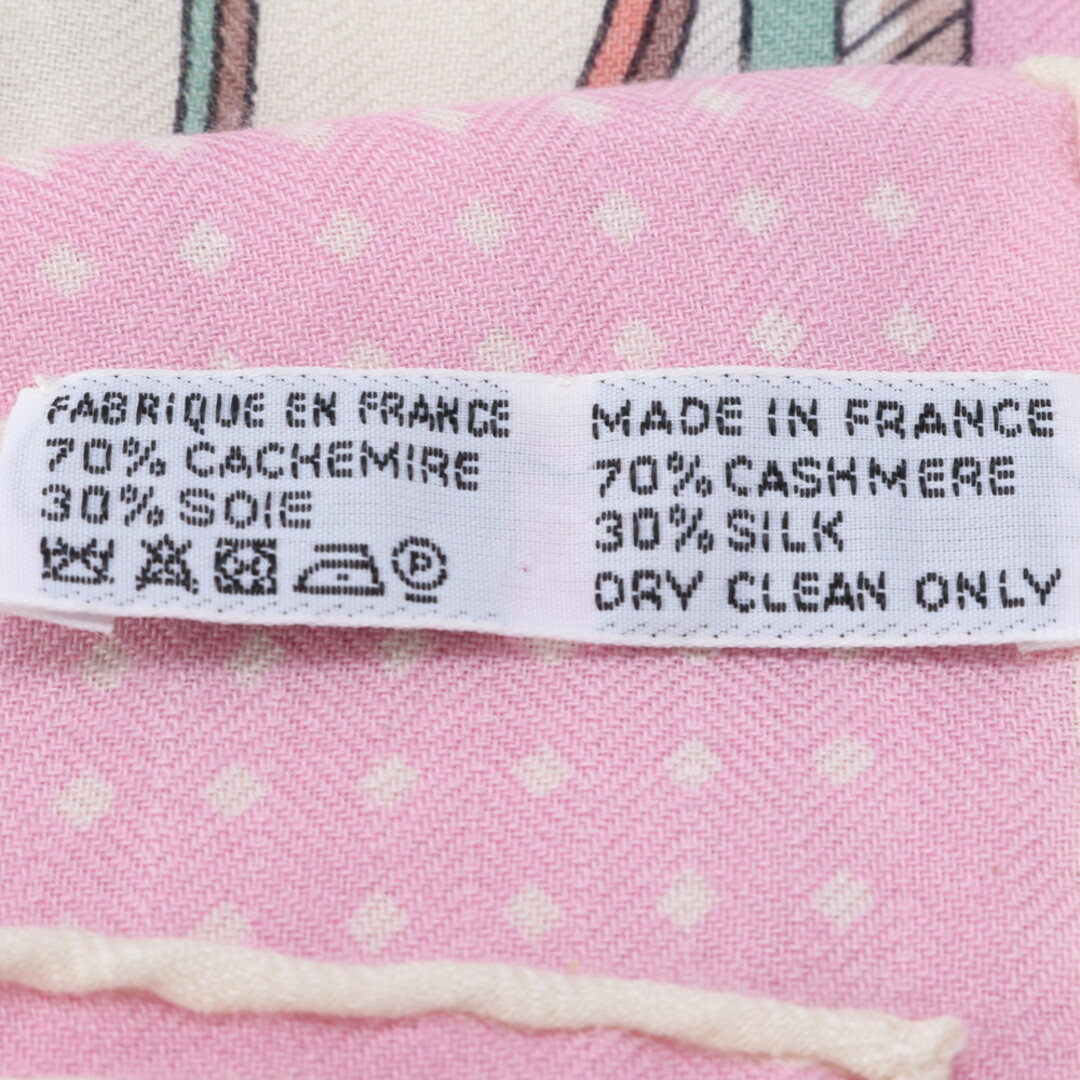 FABRIQUE EN FRANCE
70% CACHEMIRE
30% SOIE
P
MADE IN FRANCE
70% CASHMERE
30% SILK
DRY CLEAN ONLY